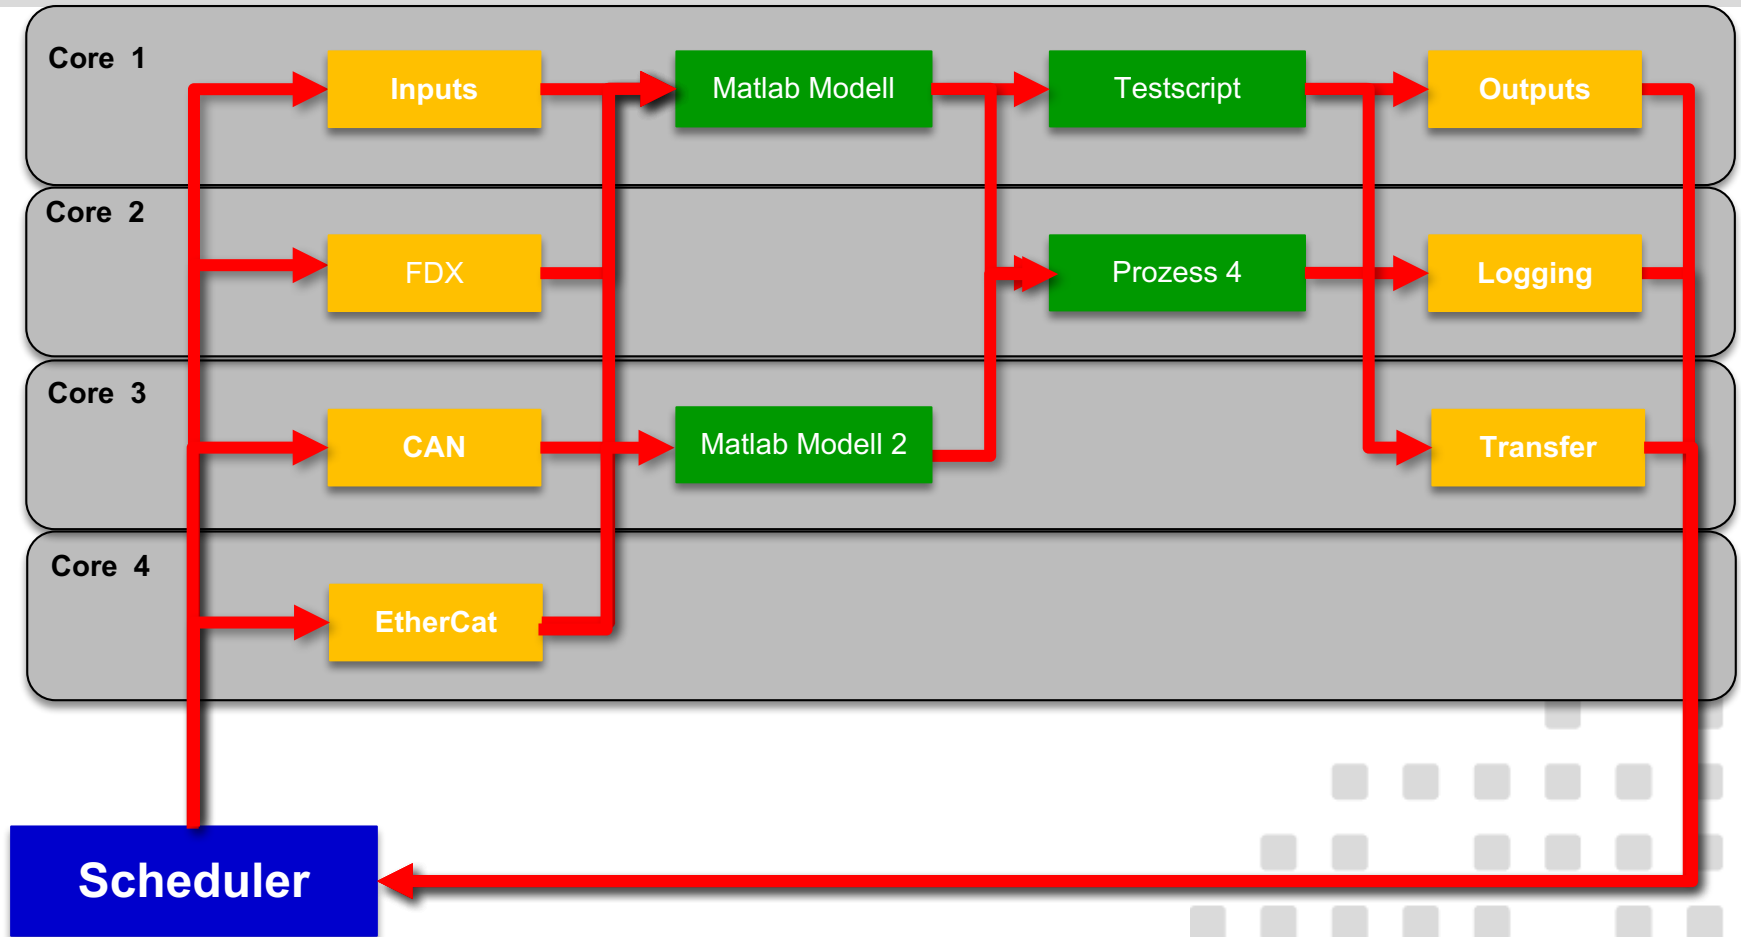 Core 1
Inputs
Matlab Modell
Testscript
Outputs
Core 2
FDX
Prozess 4
Logging
Core 3
CAN
Matlab Modell 2
Transfer
Core 4
EtherCat
Scheduler